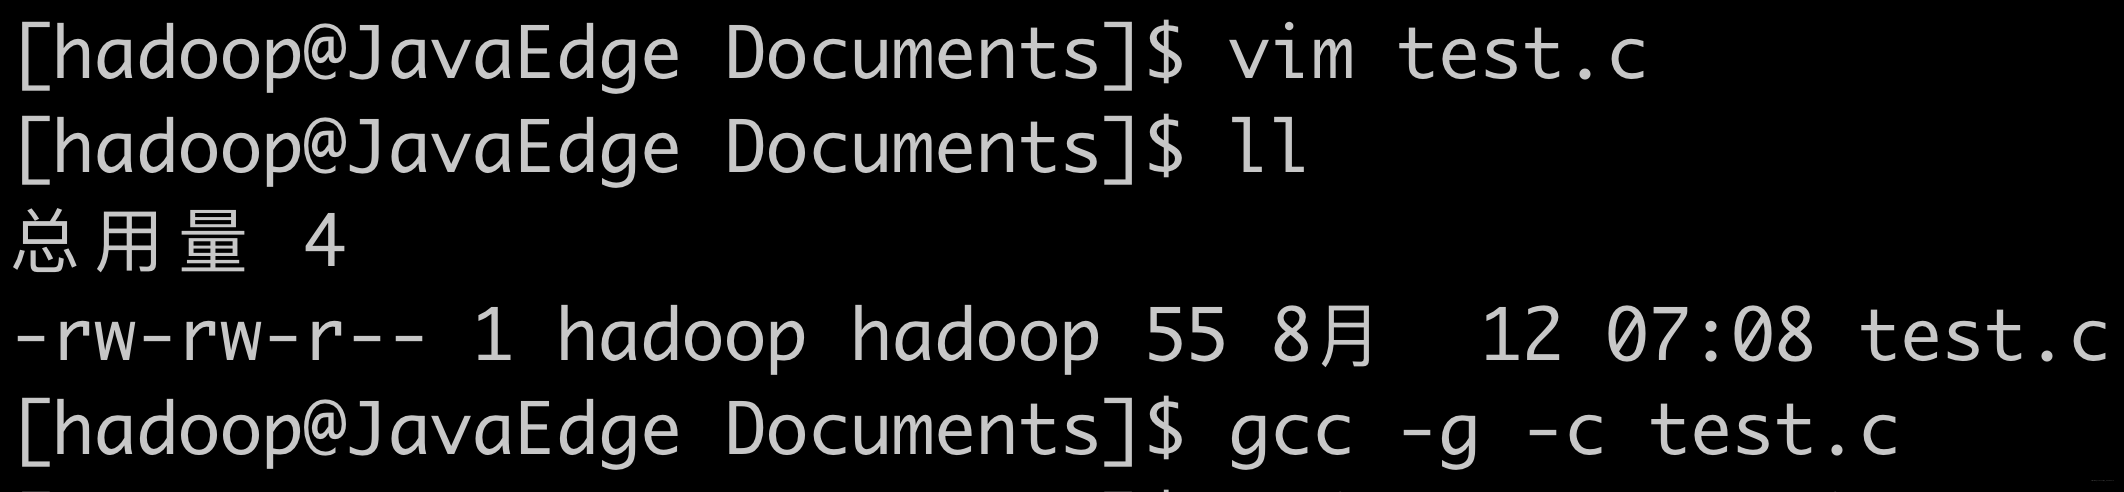 [hadoop@JavaEdge Documents]$ vim test.c
[hadoop@JavaEdge Documents]$ ll
总用量 4
-rw-rw-r-- 1 hadoop hadoop 55 8月  12 07:08 test.c
[hadoop@JavaEdge Documents]$ gcc -g -c test.c